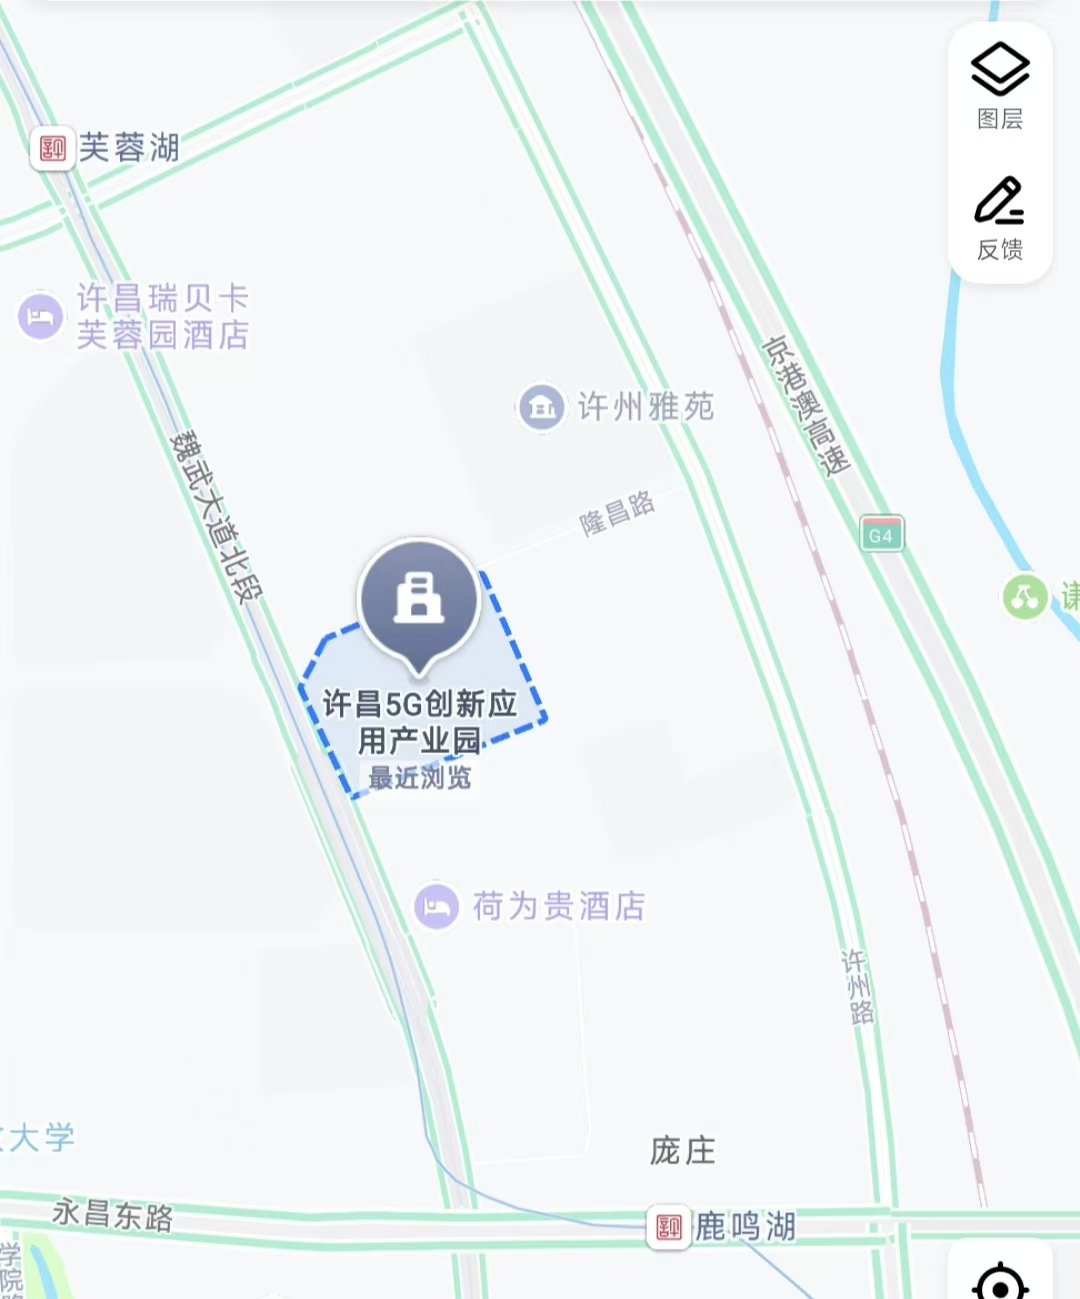 图层
芙蓉湖
反馈
许昌瑞贝卡
芙蓉园酒店
京港澳高速
许州雅苑
魏武大道北段
隆昌路
G4
许昌5G创新应
用产业园
最近浏览
荷为贵酒店
许州路
大学
庞庄
永昌东路
鹿鸣湖
学院